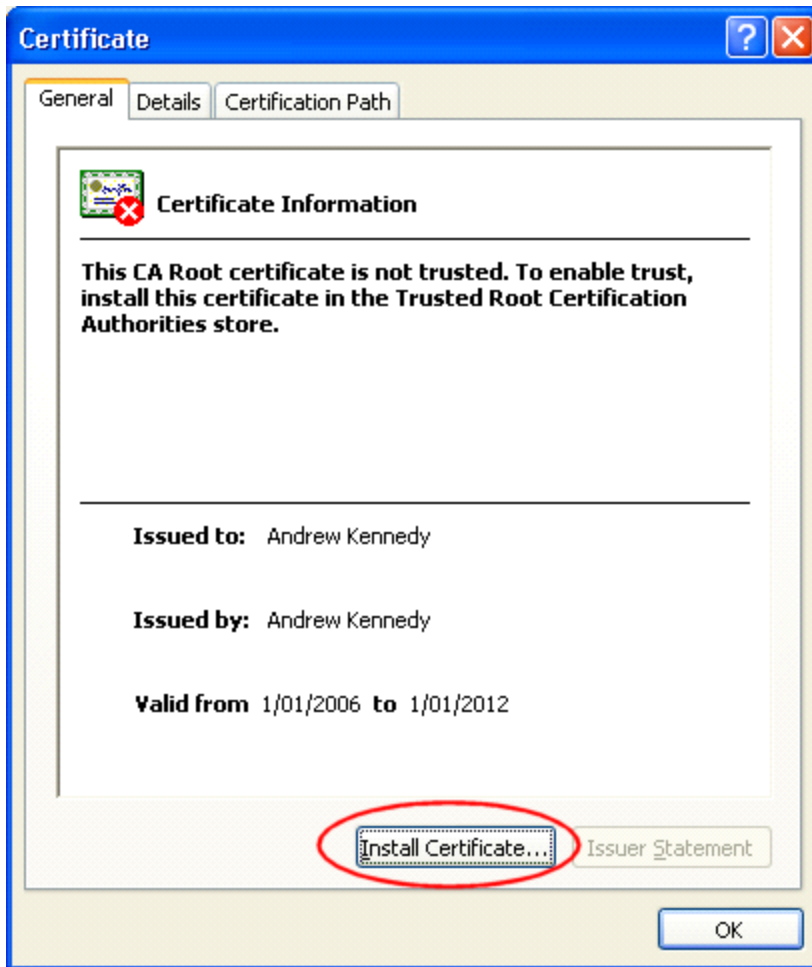 Certificate
General Details Certification Path
Certificate Information
This CA Root certificate is not trusted. To enable trust,
install this certificate in the Trusted Root Certification
Authorities store.
Issued to: Andrew Kennedy
Issued by: Andrew Kennedy
Valid from 1/01/2006 to 1/01/2012
Install Certificate... Issuer Statement
OK